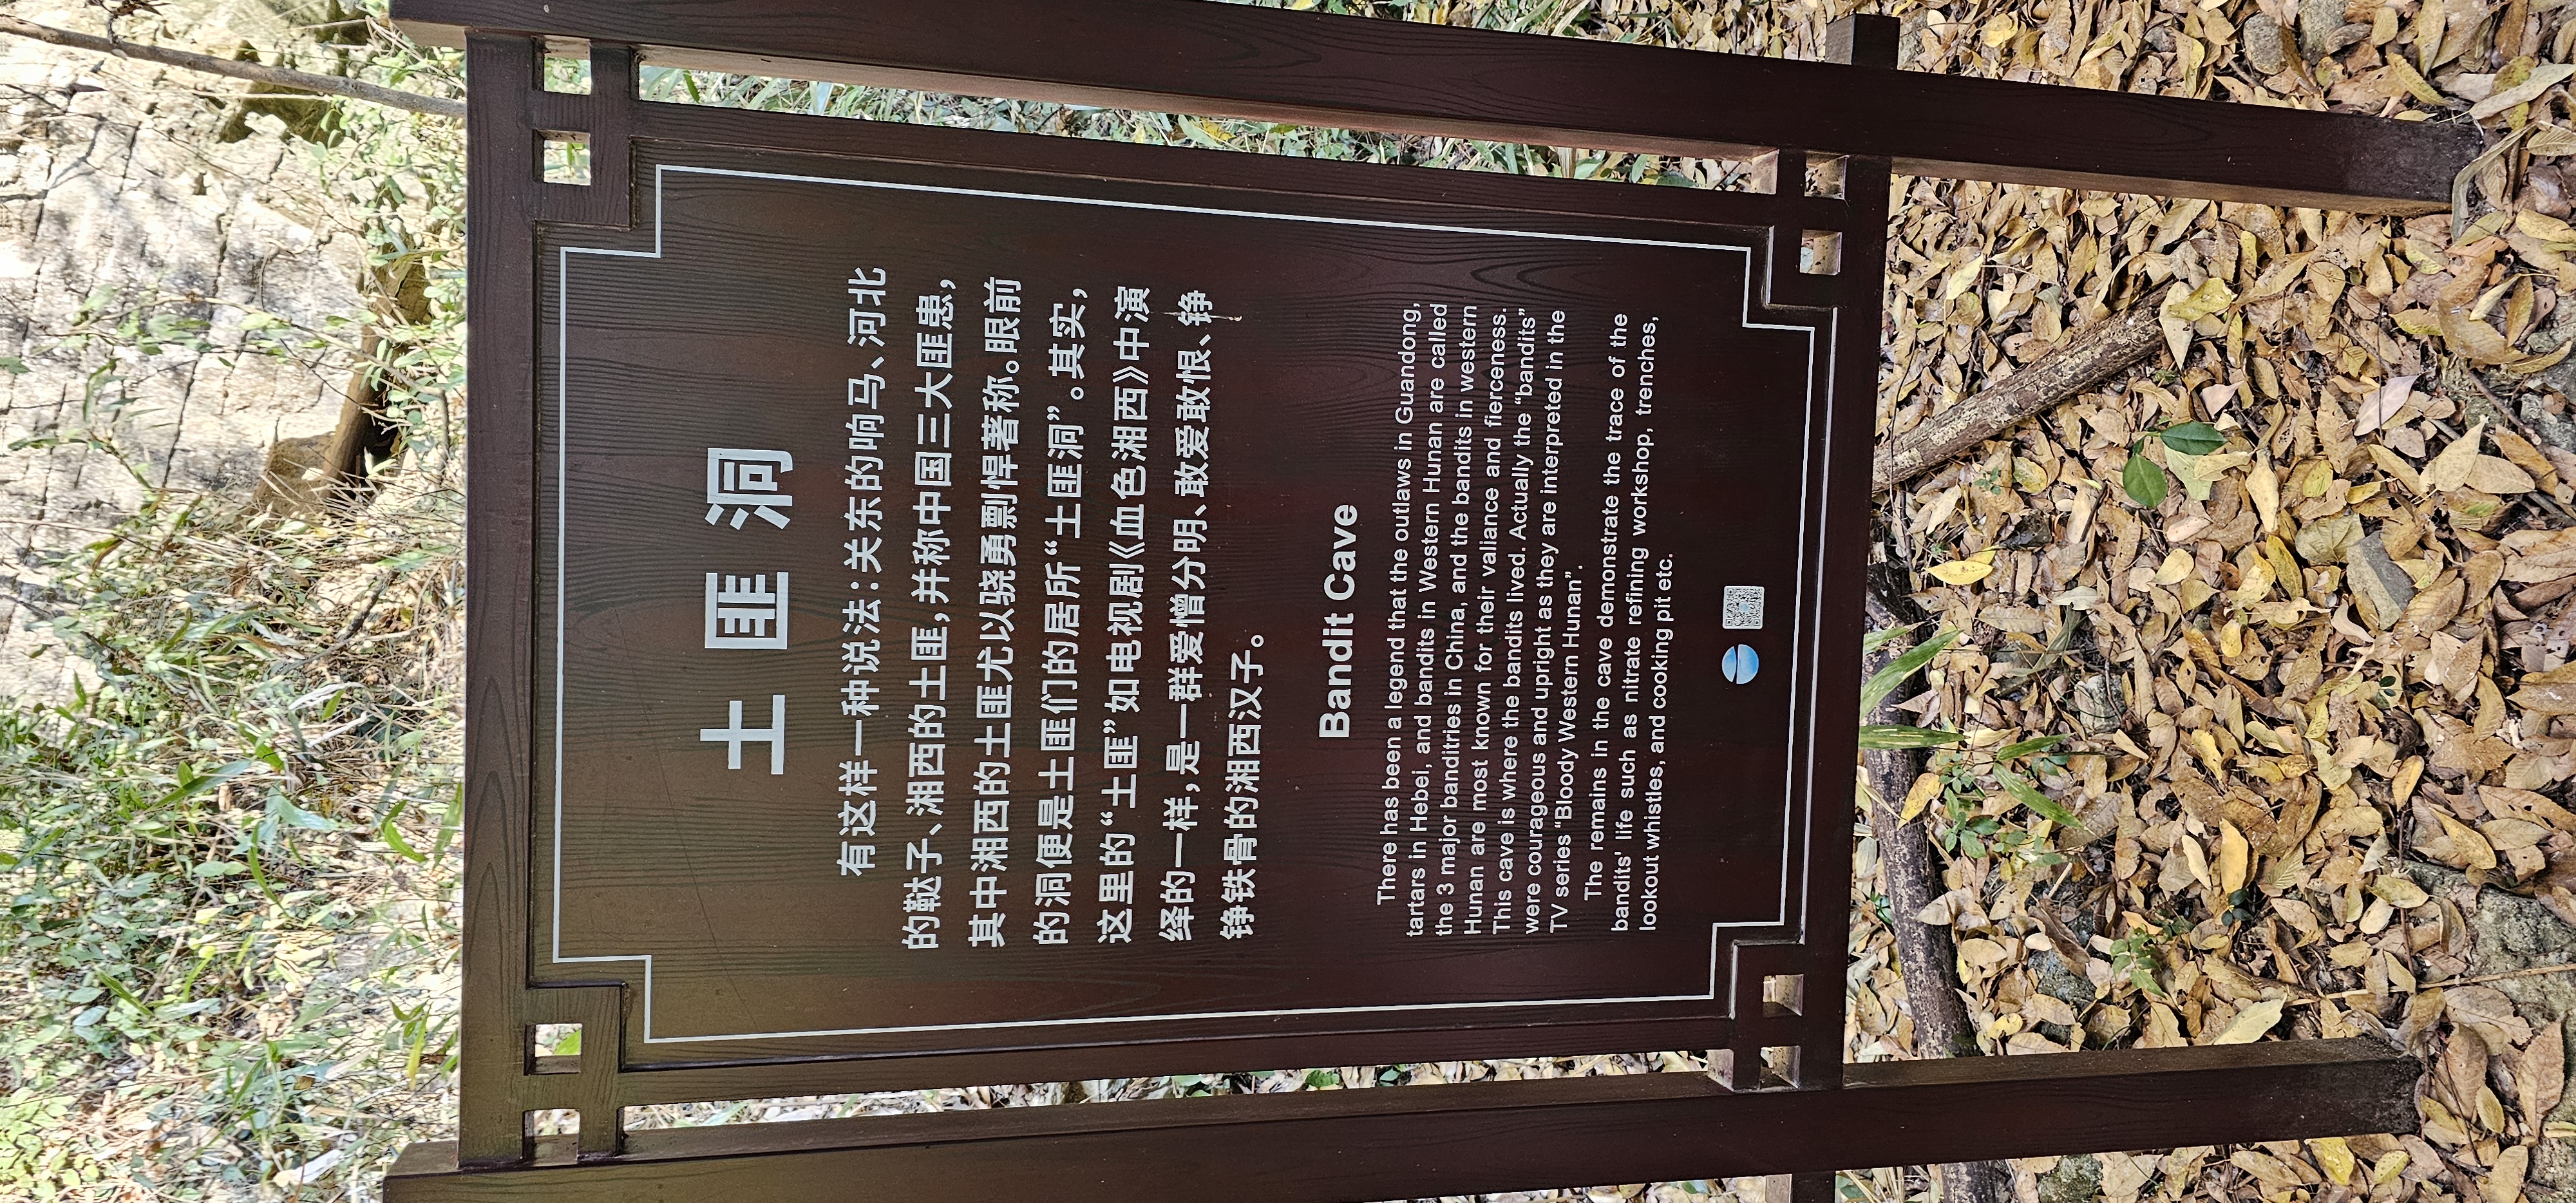 土匪洞
有这样一种说法：关东的响马、河北
的鞑子、湘西的土匪，并称中国三大匪患，
其中湘西的土匪尤以骁勇剽悍著称。眼前
的洞便是土匪们的居所“土匪洞”。其实，
这里的“土匪”如电视剧《血色湘西》中演
绎的一样，是一群爱憎分明、敢爱敢恨、铮
铮铁骨的湘西汉子。
Bandit Cave
There has been a legend that the outlaws in Guandong,
tartars in Hebei, and bandits in Western Hunan are called
the 3 major banditries in China, and the bandits in western
Hunan are most known for their valiance and fierceness.
This cave is where the bandits lived. Actually the “bandits”
were courageous and upright as they are interpreted in the
TV series “Bloody Western Hunan”.
The remains in the cave demonstrate the trace of the
bandits' life such as nitrate refining workshop, trenches,
lookout whistles, and cooking pit etc.